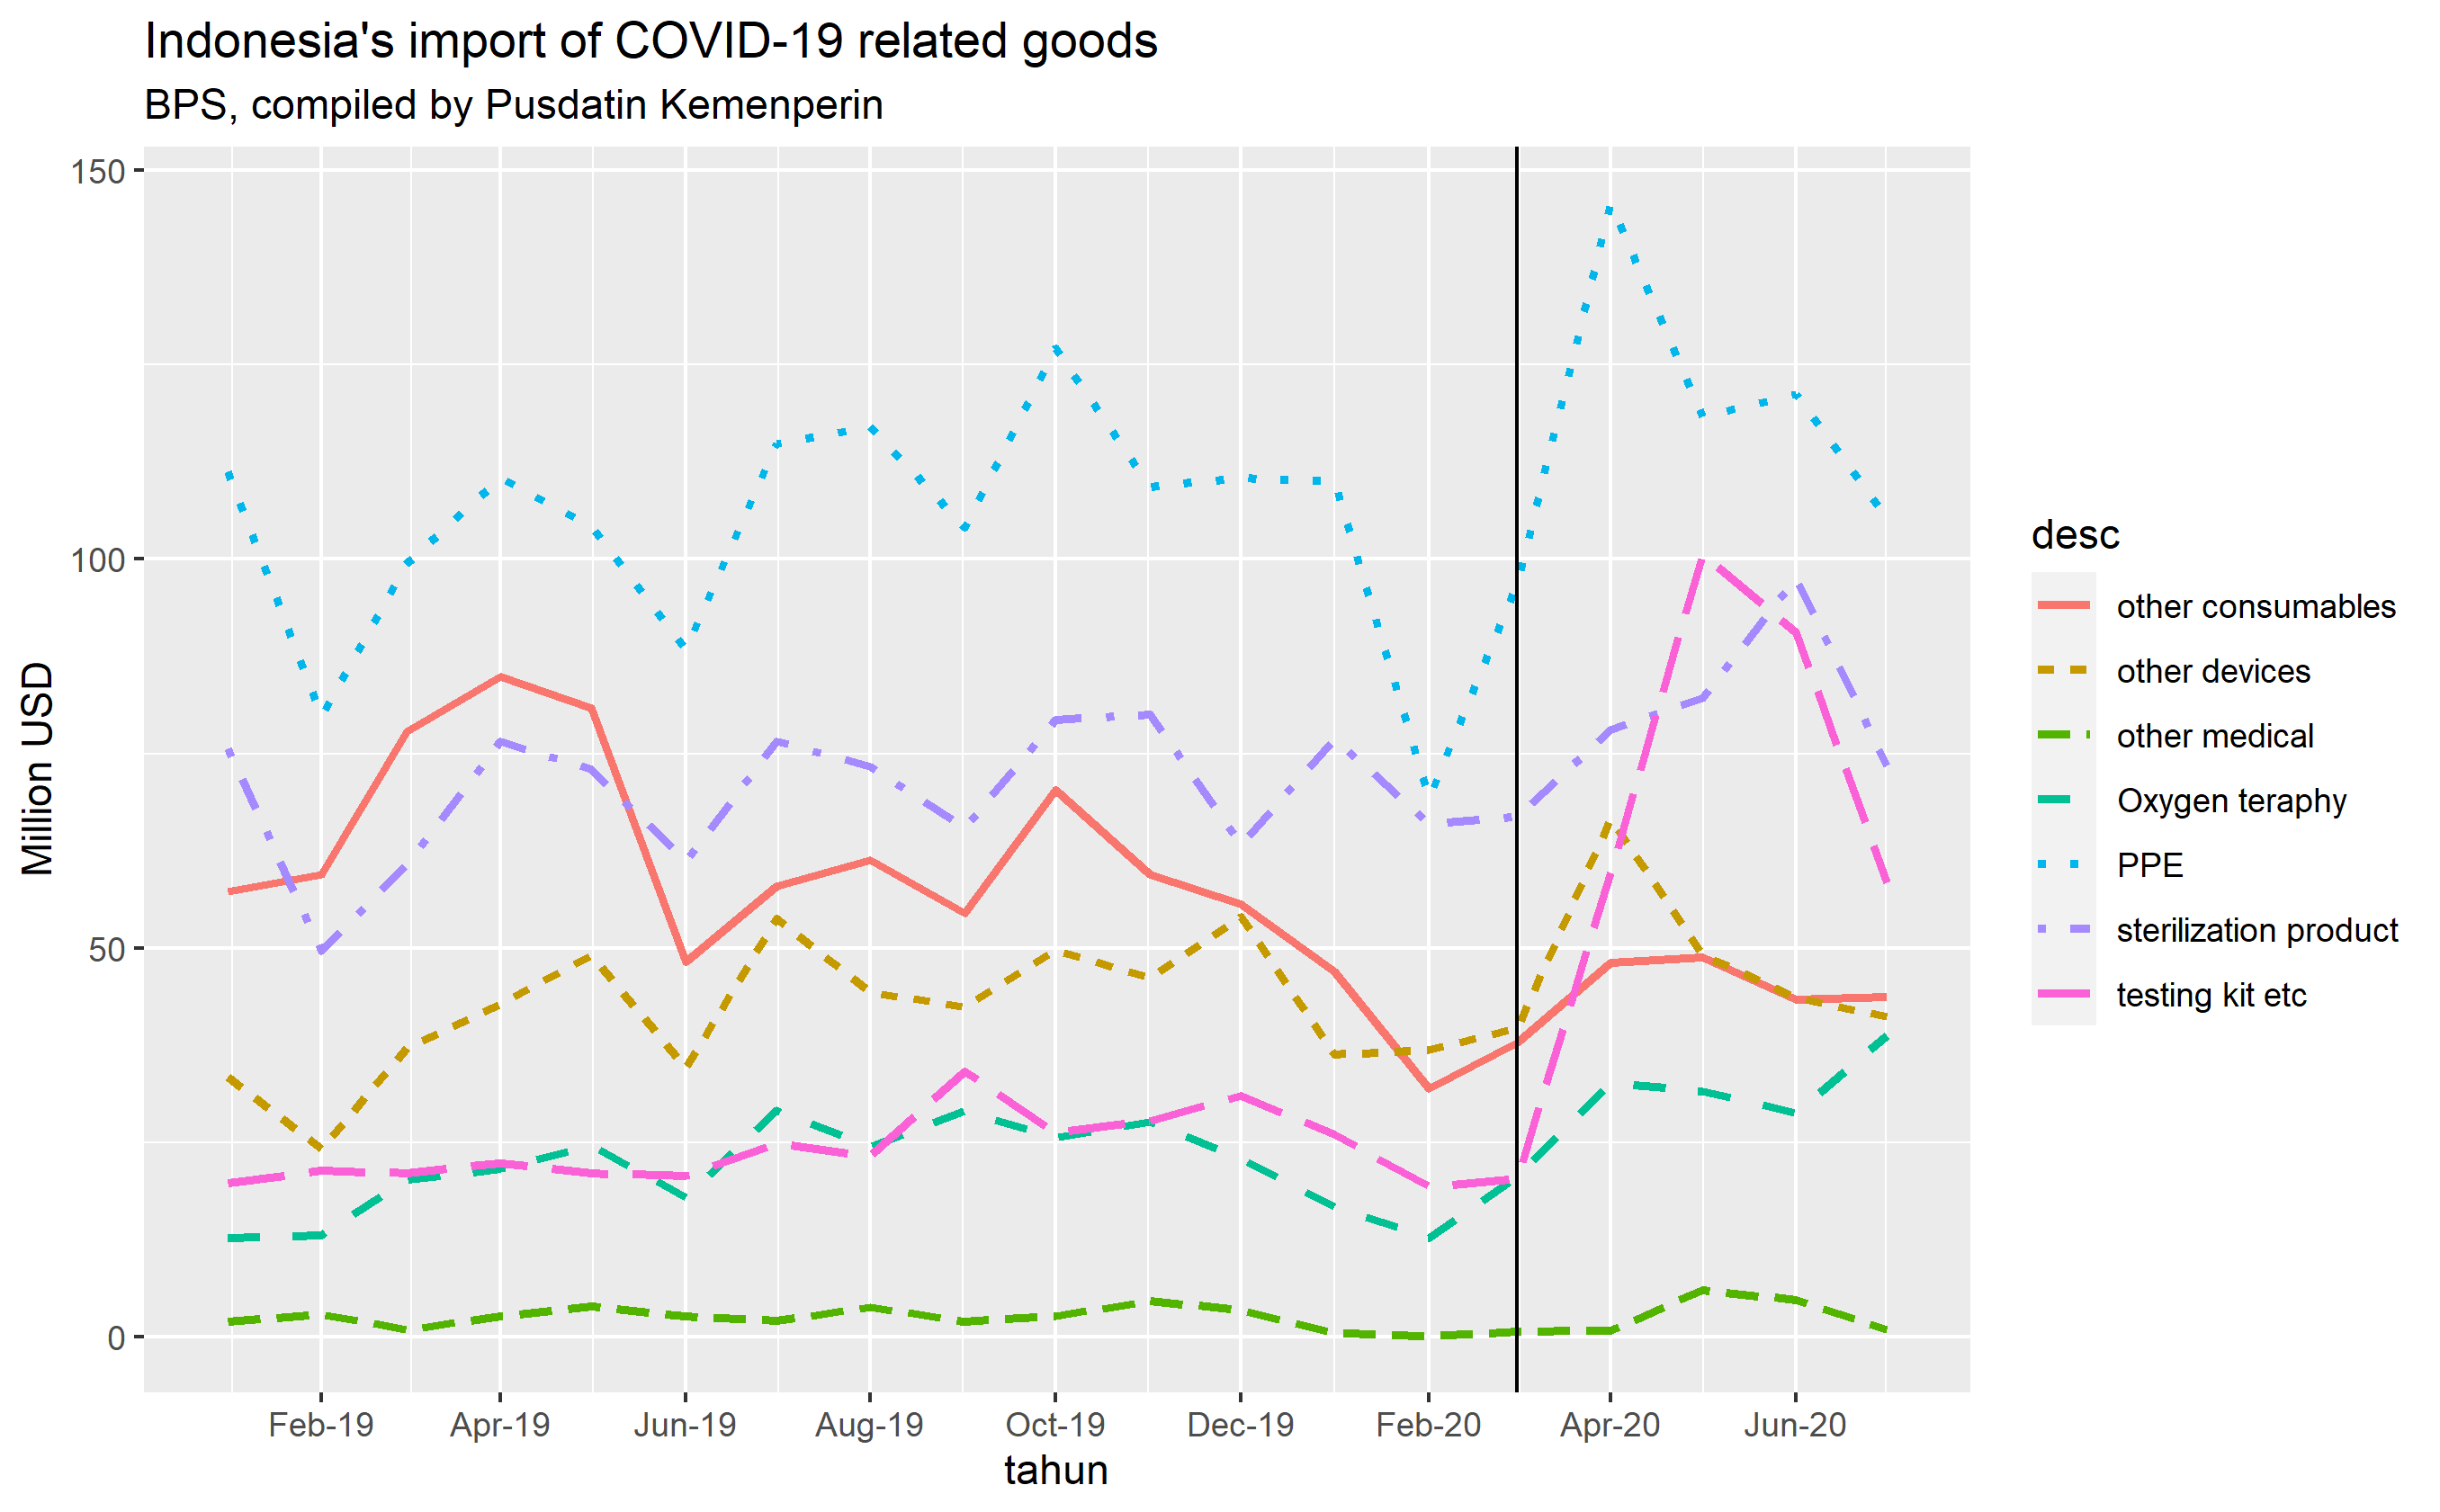 Indonesia's import of COVID-19 related goods
BPS, compiled by Pusdatin Kemenperin
150
100
50
0
Million USD
Feb-19 Apr-19 Jun-19 Aug-19 Oct-19 Dec-19 Feb-20 Apr-20 Jun-20
tahun
desc
other consumables
other devices
other medical
Oxygen teraphy
PPE
sterilization product
testing kit etc